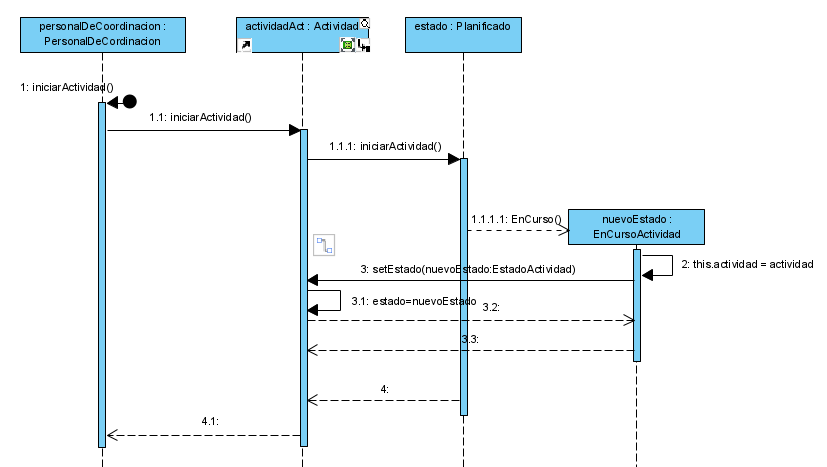 personalDeCoordinacion :
PersonalDeCordinacion
actividadAct : Actividad
estado : Planificado
1: iniciarActividad()
1.1: iniciarActividad()
1.1.1: iniciarActividad()
1.1.1.1: EnCurso()
nuevoEstado :
EnCursoActividad
2: this.actividad = actividad
3: setEstado(nuevoEstado:EstadoActividad)
3.1: estado=nuevoEstado
3.2:
3.3:
4:
4.1: